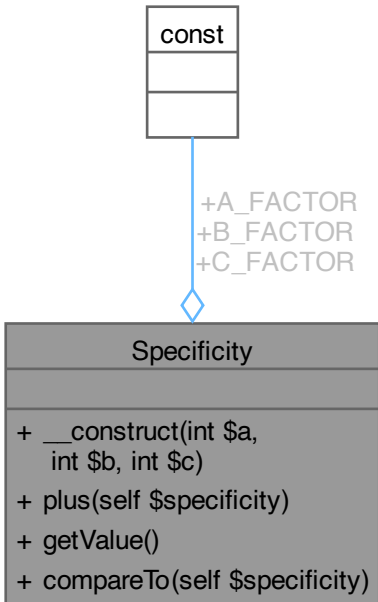 const
+A_FACTOR
+B_FACTOR
+C_FACTOR
Specificity
+ __construct(int $a,
int $b, int $c)
+ plus(self $specificity)
+ getValue()
+ compareTo(self $specificity)